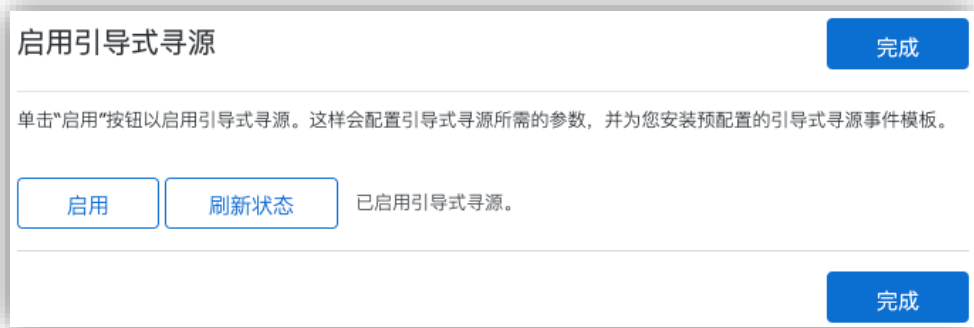 启用引导式寻源
完成
单击“启用”按钮以启用引导式寻源。这样会配置引导式寻源所需的参数，并为您安装预配置的引导式寻源事件模板。
启用 刷新状态 已启用引导式寻源。
完成